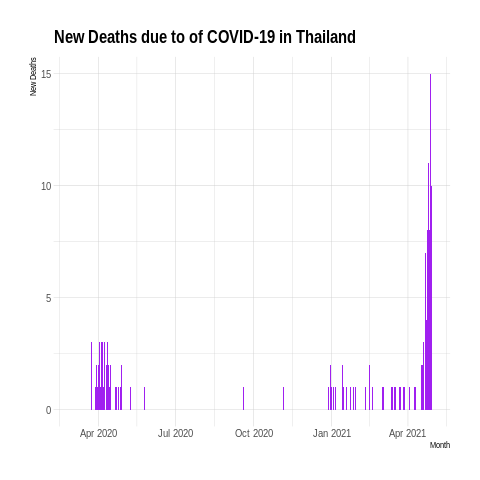 New Deaths due to of COVID-19 in Thailand
New Deaths
15
10
5
0
Apr 2020 Jul 2020 Oct 2020 Jan 2021 Apr 2021
Month